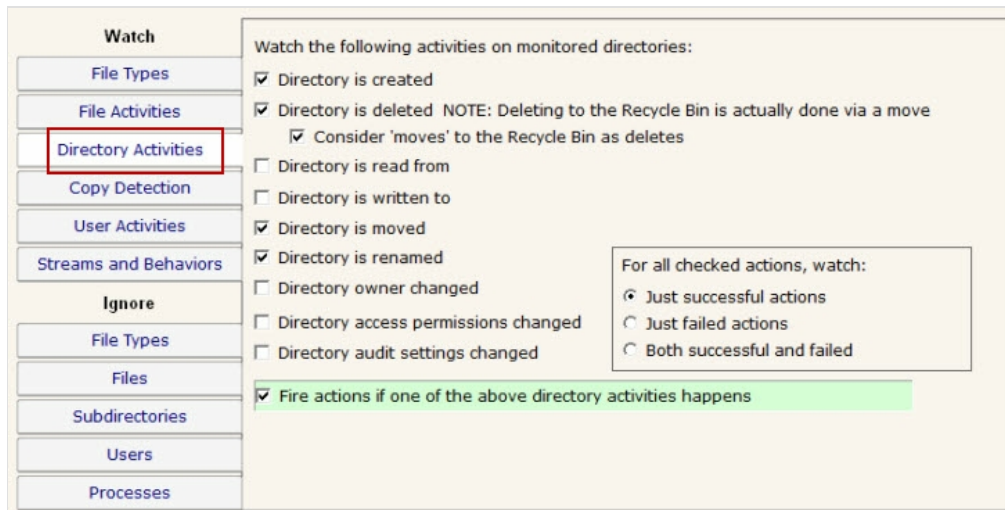 Watch
File Types
File Activities
Directory Activities
Copy Detection
User Activities
Streams and Behaviors
Ignore
File Types
Files
Subdirectories
Users
Processes
Watch the following activities on monitored directories:
Directory is created
Directory is deleted NOTE: Deleting to the Recycle Bin is actually done via a move
Consider 'moves' to the Recycle Bin as deletes
Directory is read from
Directory is written to
Directory is moved
Directory is renamed
Directory owner changed
Directory access permissions changed
Directory audit settings changed
For all checked actions, watch:
Just successful actions
Just failed actions
Both successful and failed
Fire actions if one of the above directory activities happens